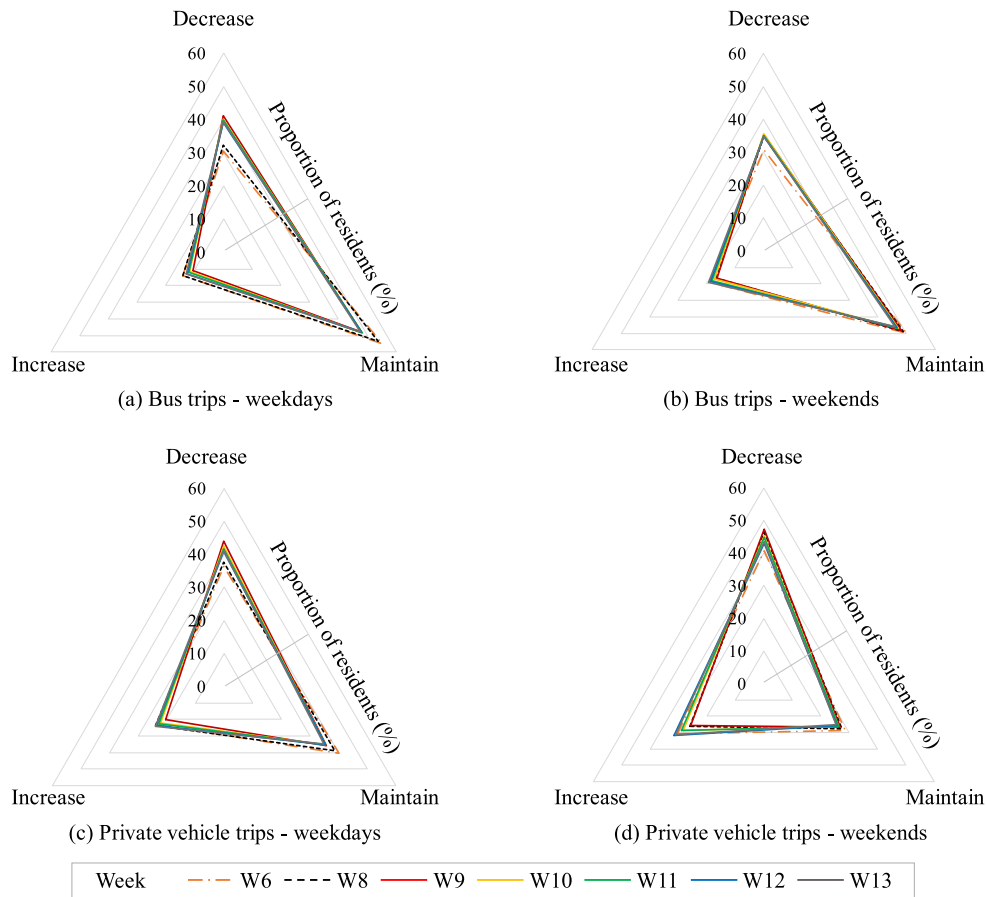 Decrease
60
50
40
30
20
10
0
Proportion of residents (%)
Increase
Maintain
(a) Bus trips - weekdays
Decrease
60
50
40
30
20
10
0
Proportion of residents (%)
Increase
Maintain
(b) Bus trips - weekends
Decrease
60
50
40
30
20
10
0
Proportion of residents (%)
Increase
Maintain
(c) Private vehicle trips - weekdays
Decrease
60
50
40
30
20
10
0
Proportion of residents (%)
Increase
Maintain
(d) Private vehicle trips - weekends
Week W6 W8 W9 W10 W11 W12 W13